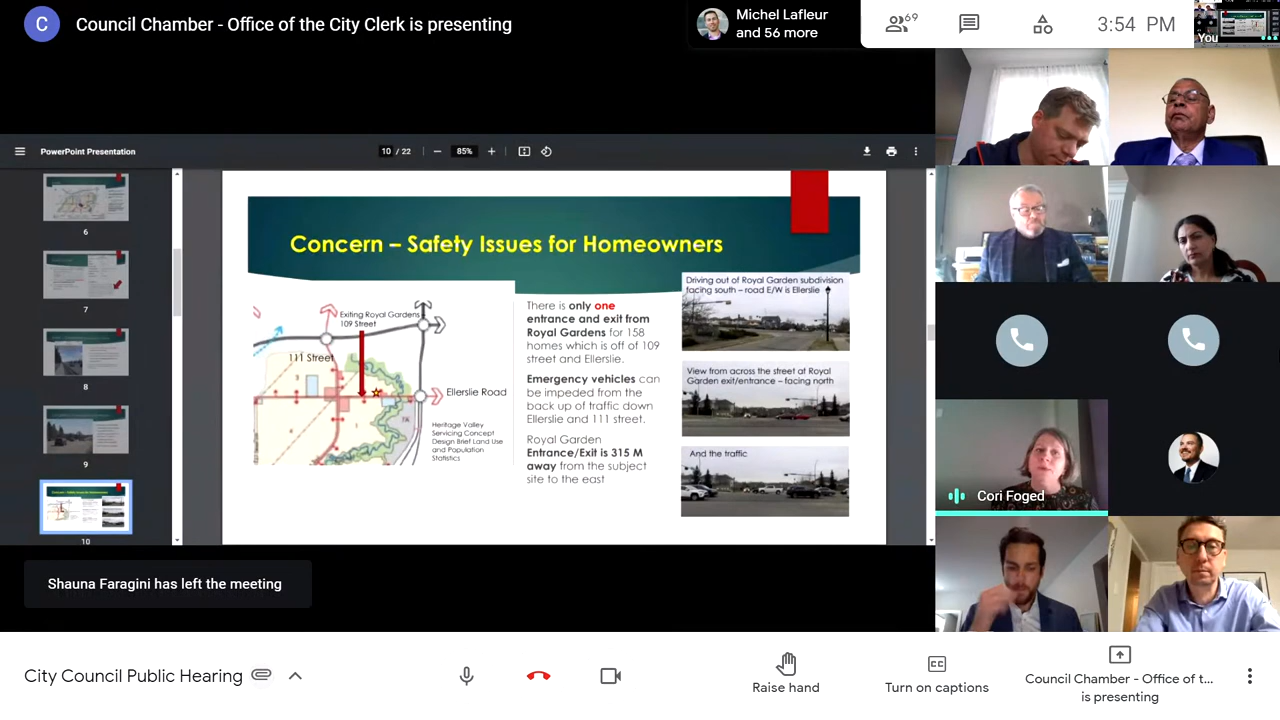 C Council Chamber - Office of the City Clerk is presenting
Michel Lafleur
and 56 more
69
3:54 PM
You
PowerPoint Presentation
10 / 22
85%
6
7
8
9
10
Concern – Safety Issues for Homeowners
Exiting Royal Gardens
109 Street
111 Street
Ellerslie Road
Heritage Valley
Servicing Concept
Design Brief Land Use
and Population
Statistics
There is only one
entrance and exit from
Royal Gardens for 158
homes which is off of 109
street and Ellerslie.
Emergency vehicles can
be impeded from the
back up of traffic down
Ellerslie and 111 street.
Royal Garden
Entrance/Exit is 315 M
away from the subject
site to the east
Driving out of Royal Garden subdivision
facing south – road E/W is Ellerslie
View from across the street at Royal
Garden exit/entrance – facing north
And the traffic
Cori Foged
Shauna Faragini has left the meeting
City Council Public Hearing
Raise hand
Turn on captions
Council Chamber - Office of t...
is presenting